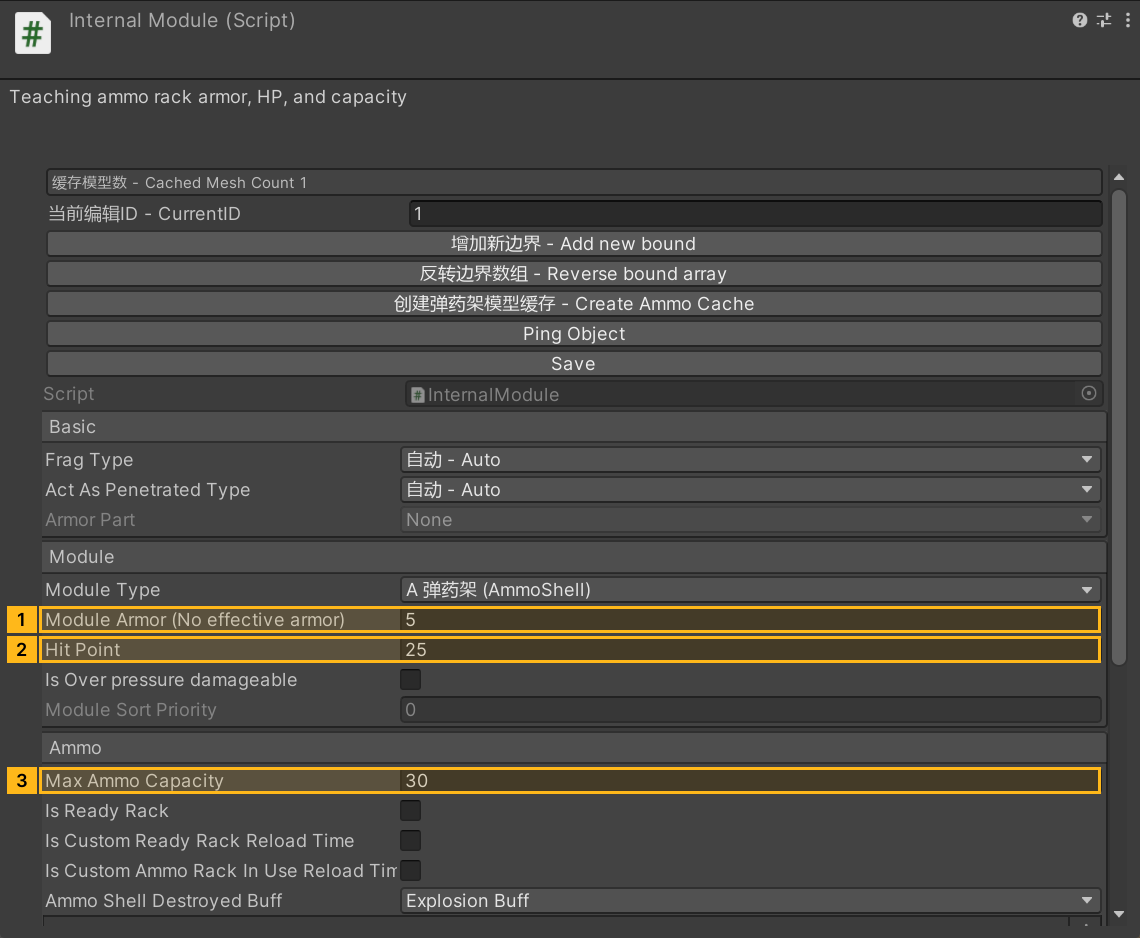 Internal Module (Script)
Teaching ammo rack armor, HP, and capacity
缓存模型数 - Cached Mesh Count 1
当前编辑ID - CurrentID 1
增加新边界 - Add new bound
反转边界数组 - Reverse bound array
创建弹药架模型缓存 - Create Ammo Cache
Ping Object
Save
Script # InternalModule
Basic
Frag Type 自动 - Auto
Act As Penetrated Type 自动 - Auto
Armor Part None
Module
Module Type A 弹药架 (AmmoShell)
1 Module Armor (No effective armor) 5
2 Hit Point 25
Is Over pressure damageable
Module Sort Priority 0
Ammo
3 Max Ammo Capacity 30
Is Ready Rack
Is Custom Ready Rack Reload Time
Is Custom Ammo Rack In Use Reload Tim
Ammo Shell Destroyed Buff Explosion Buff